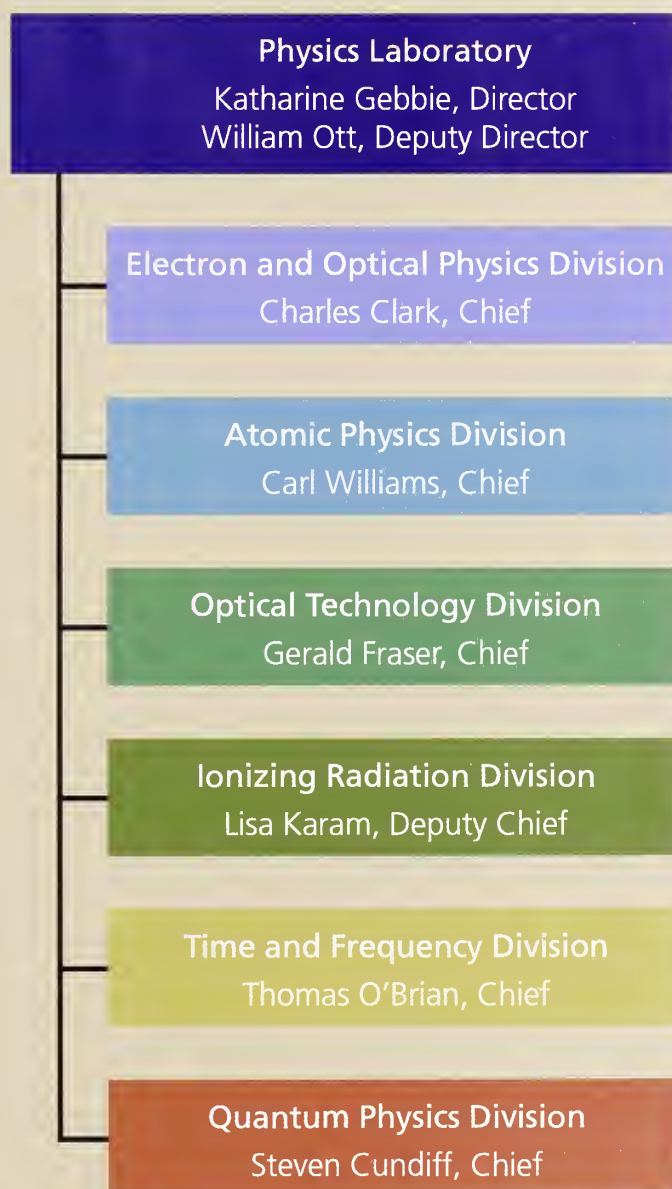 Physics Laboratory
Katharine Gebbie, Director
William Ott, Deputy Director
Electron and Optical Physics Division
Charles Clark, Chief
Atomic Physics Division
Carl Williams, Chief
Optical Technology Division
Gerald Fraser, Chief
Ionizing Radiation Division
Lisa Karam, Deputy Chief
Time and Frequency Division
Thomas O'Brian, Chief
Quantum Physics Division
Steven Cundiff, Chief